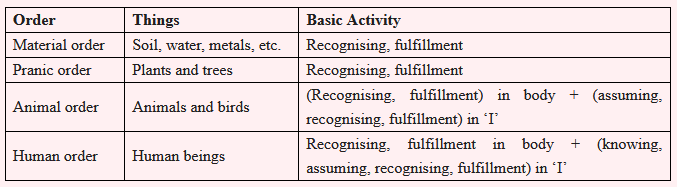 Order Things Basic Activity
Material order Soil, water, metals, etc. Recognising, fulfillment
Pranic order Plants and trees Recognising, fulfillment
Animal order Animals and birds (Recognising, fulfillment) in body + (assuming,
recognising, fulfillment) in ‘I’
Human order Human beings Recognising, fulfillment in body + (knowing,
assuming, recognising, fulfillment) in ‘I’